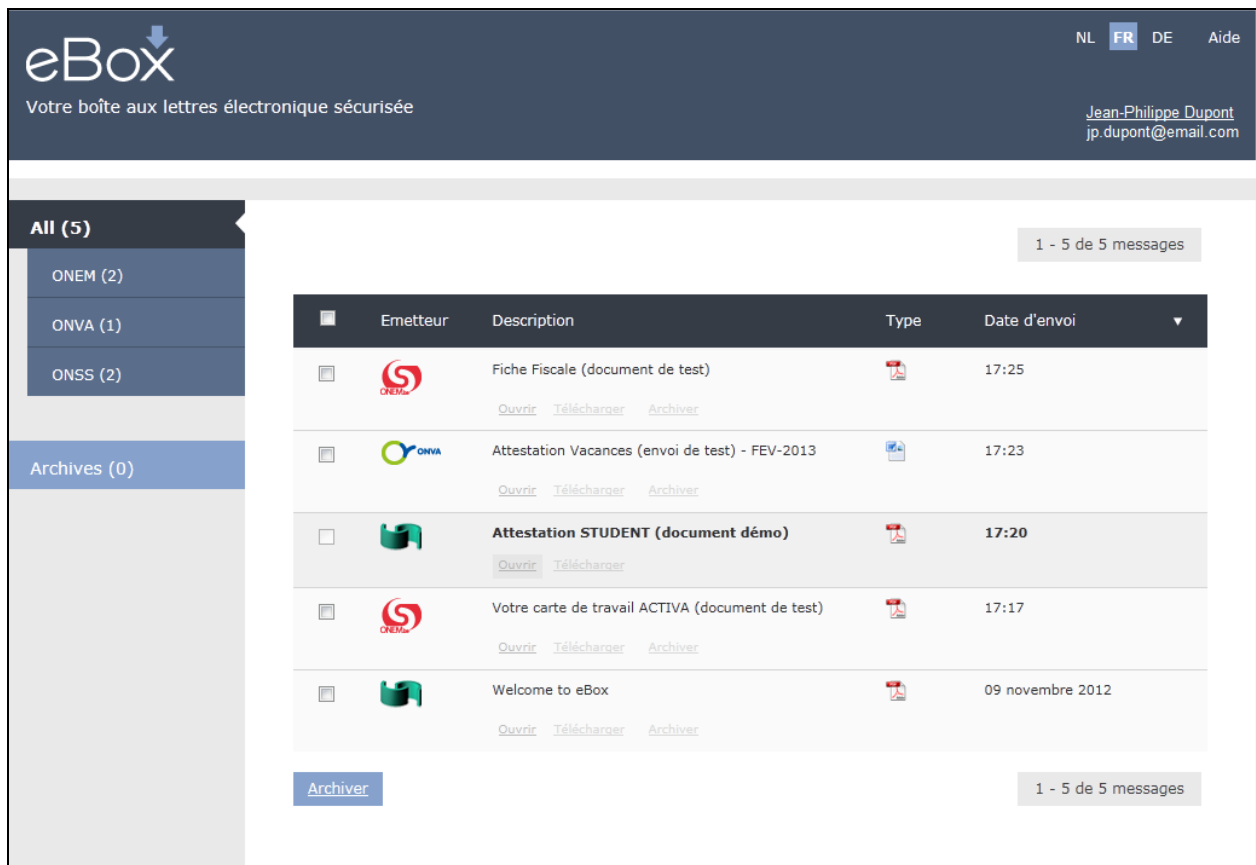 eBox
NL FR DE Aide
Votre boîte aux lettres électronique sécurisée
Jean-Philippe Dupont
jp.dupont@email.com
All (5)
ONEM (2)
ONVA (1)
ONSS (2)
Archives (0)
1 - 5 de 5 messages
Emetteur Description Type Date d'envoi
ONEM Fiche Fiscale (document de test) 17:25
Ouvrir Télécharger Archiver
ONVA Attestation Vacances (envoi de test) - FEV-2013 17:23
Ouvrir Télécharger Archiver
Attestation STUDENT (document démo) 17:20
Ouvrir Télécharger
ONEM Votre carte de travail ACTIVA (document de test) 17:17
Ouvrir Télécharger Archiver
Welcome to eBox 09 novembre 2012
Ouvrir Télécharger Archiver
Archiver 1 - 5 de 5 messages